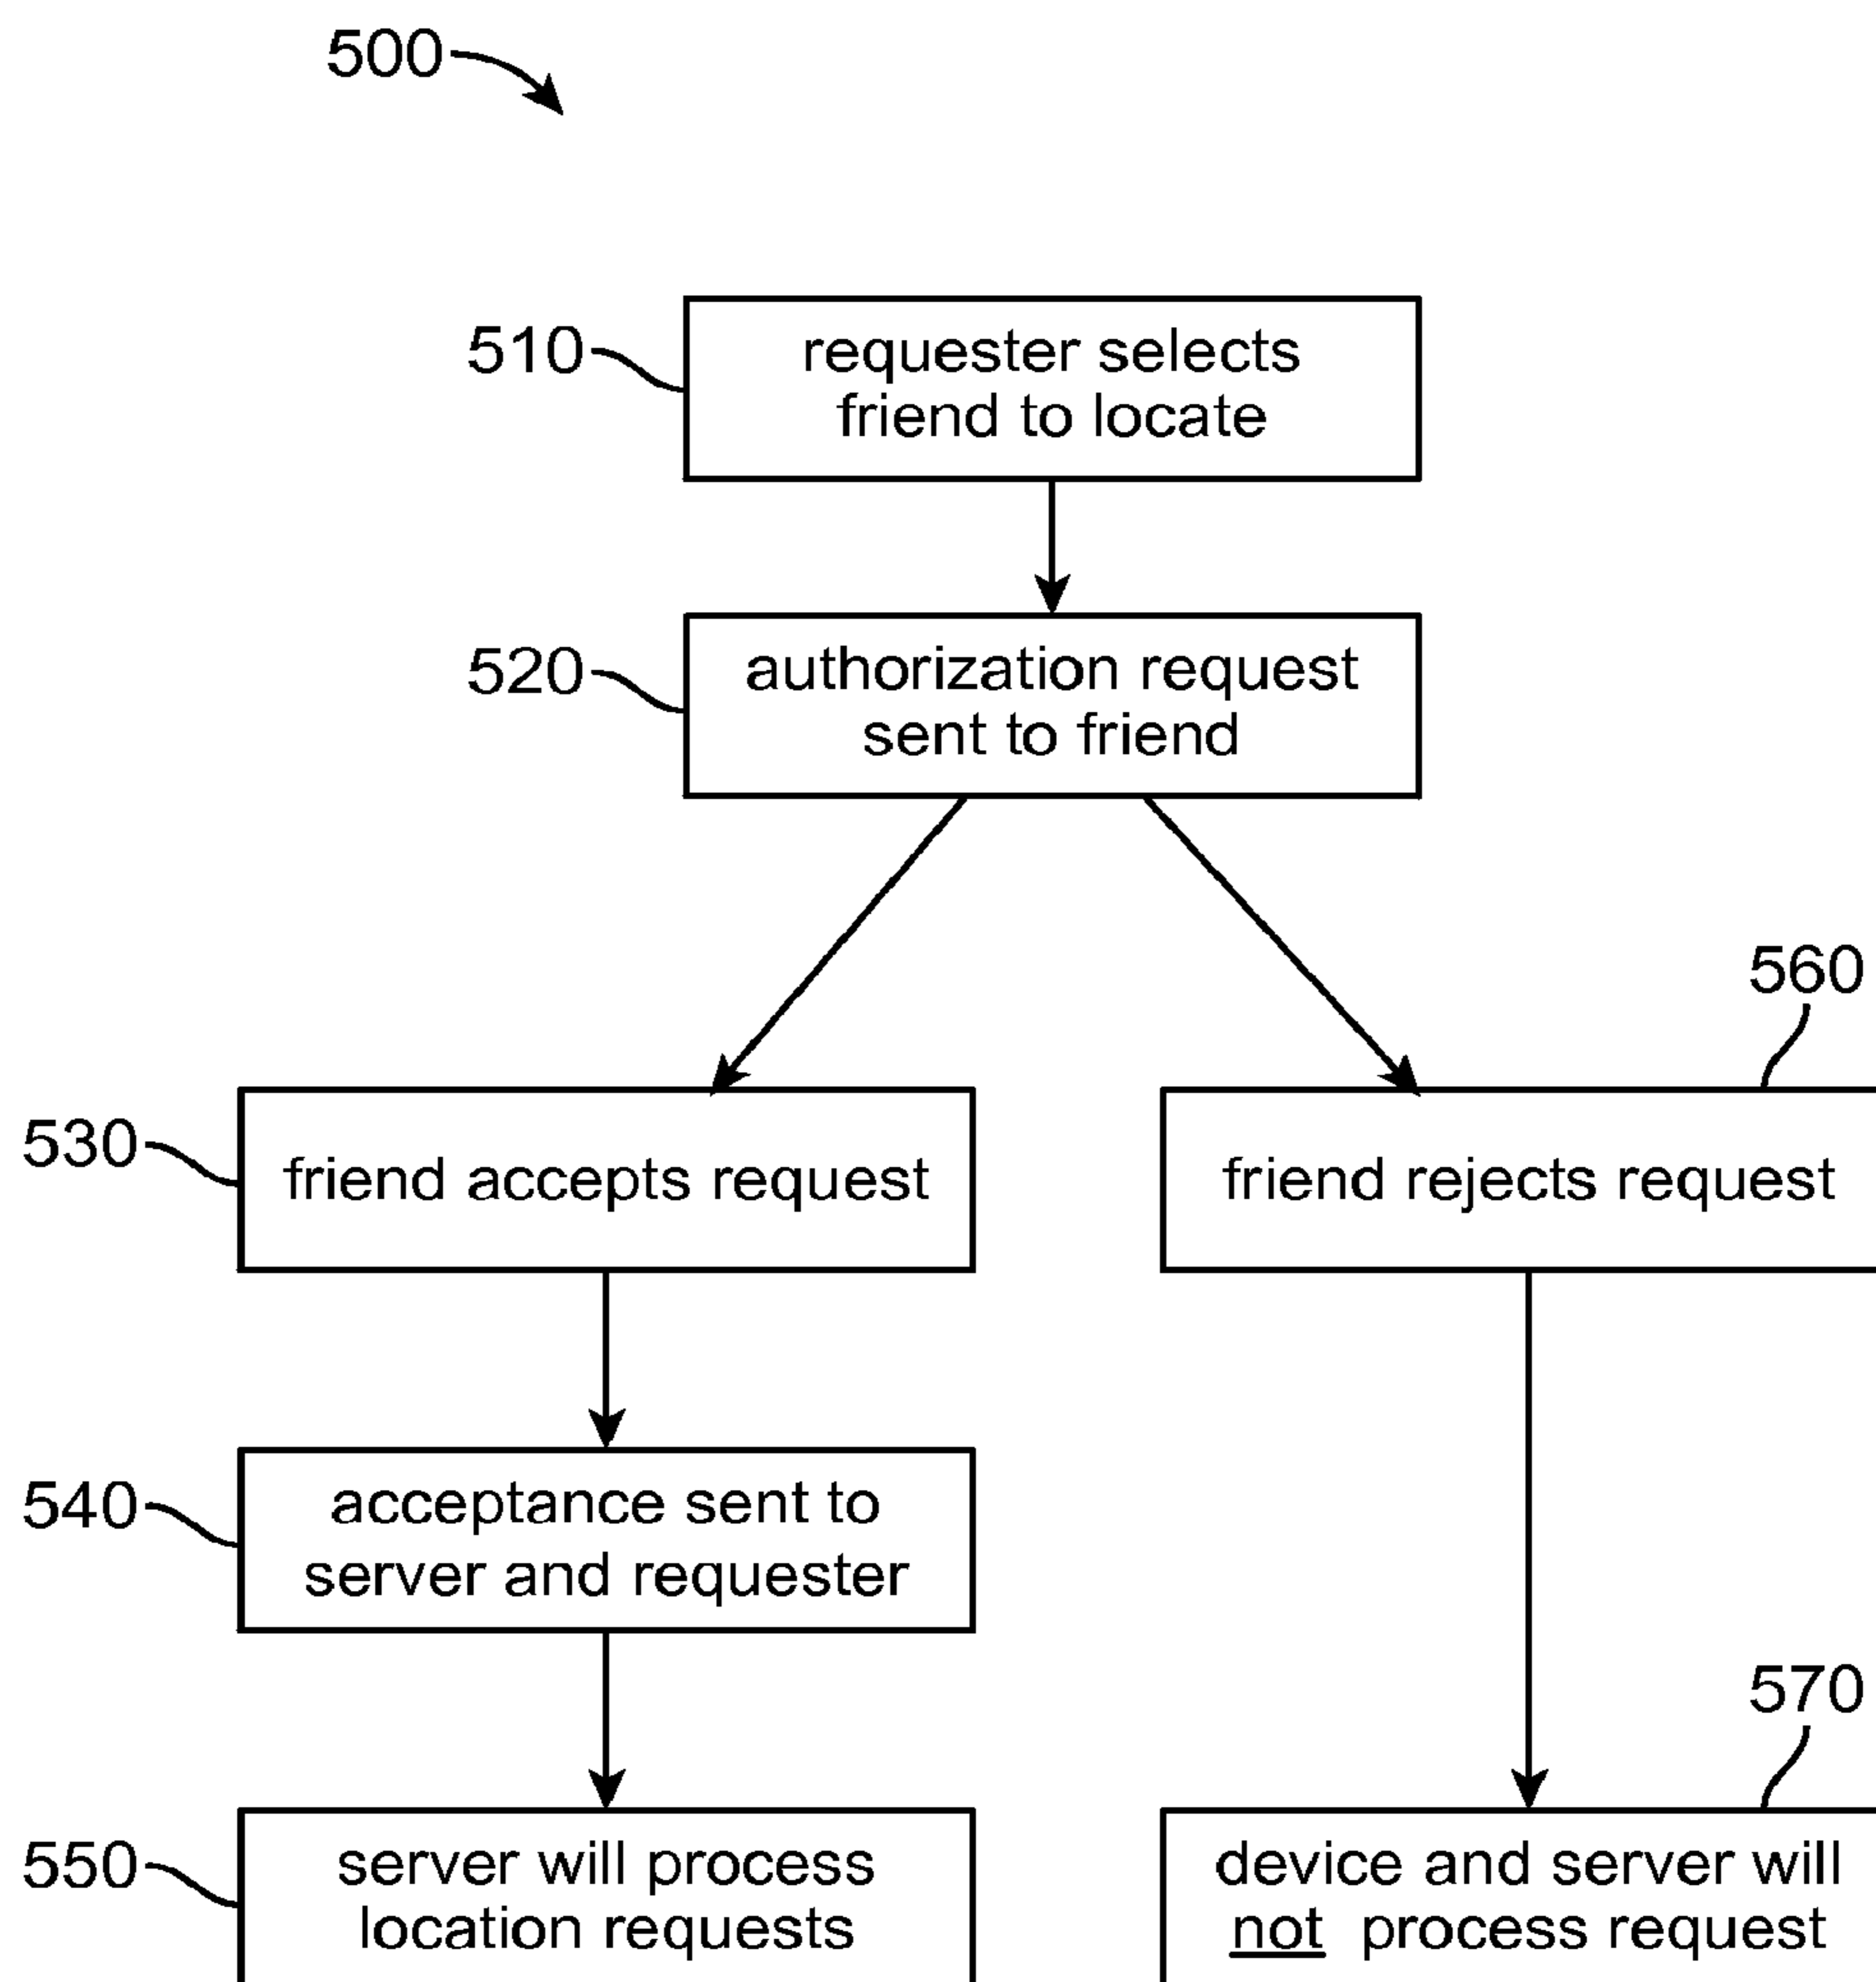 500
510
requester selects
friend to locate
520
authorization request
sent to friend
560
530
friend accepts request
friend rejects request
540
acceptance sent to
server and requester
570
550
server will process
location requests
device and server will
not process request